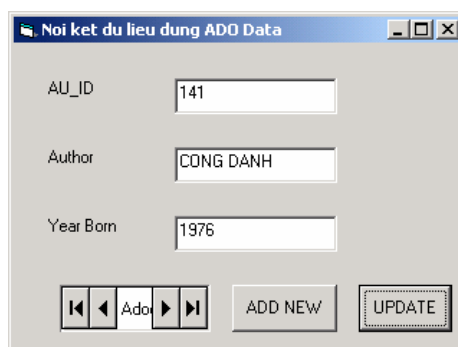 Noi ket du lieu dung ADO Data
AU_ID 141
Author CONG DANH
Year Born 1976
Ado ADD NEW UPDATE